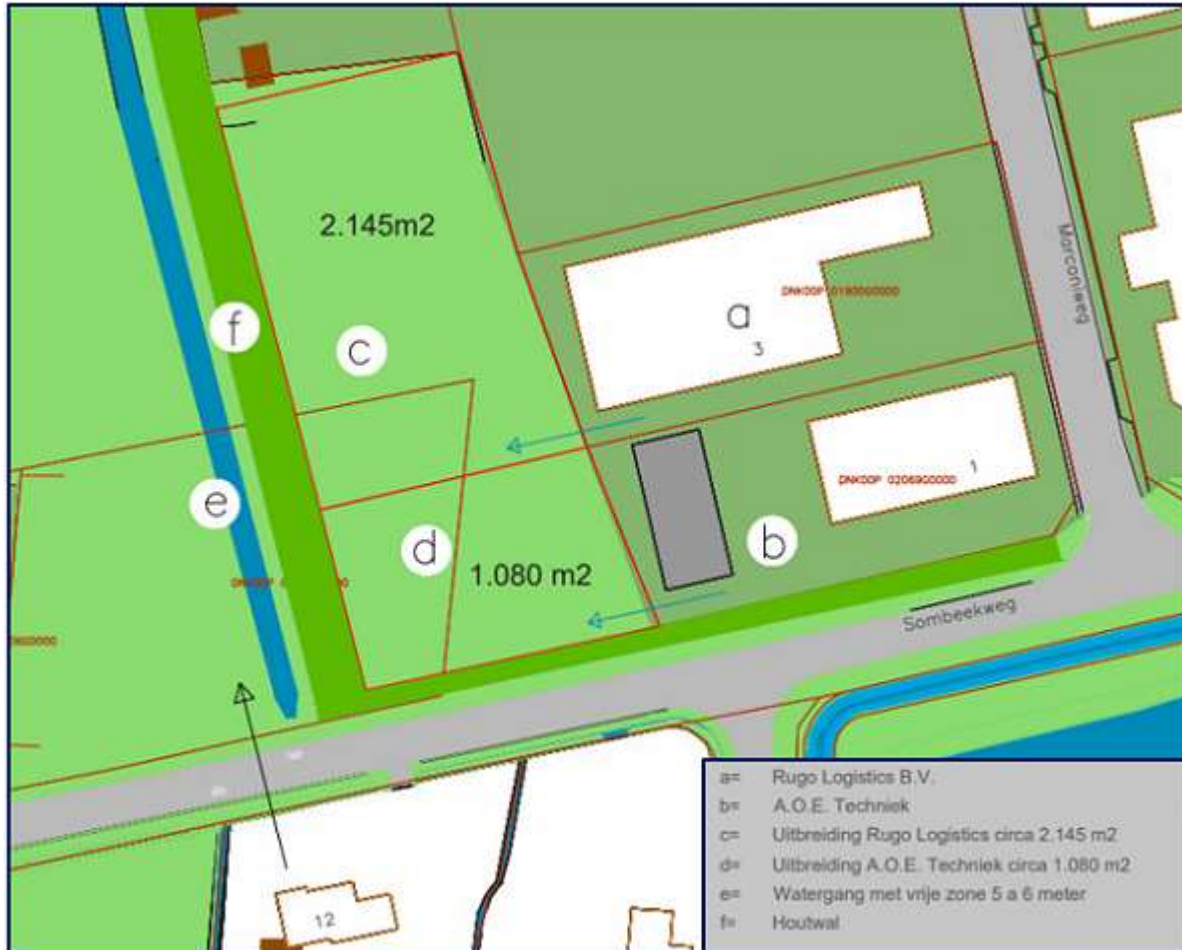 2.145m2
Marconiweg
DNK00P 0190000000
f
a
c
3
1
DNK00P 0206900000
e
d
b
1.080 m2
Sombeekweg
12
a= Rugo Logistics B.V.
b= A.O.E. Techniek
c= Uitbreiding Rugo Logistics circa 2.145 m2
d= Uitbreiding A.O.E. Techniek circa 1.080 m2
e= Watergang met vrije zone 5 a 6 meter
f= Houtwal